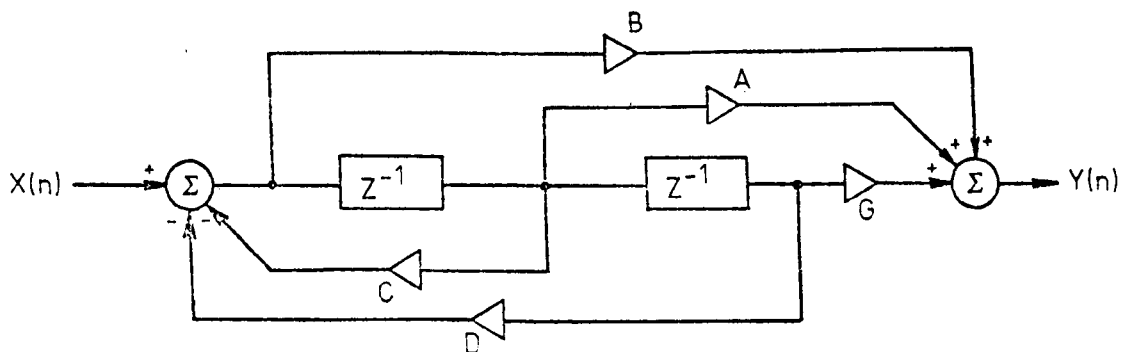 B
A
X(n) + Σ Z⁻¹ Z⁻¹ G + + + Σ Y(n)
- -
C
D